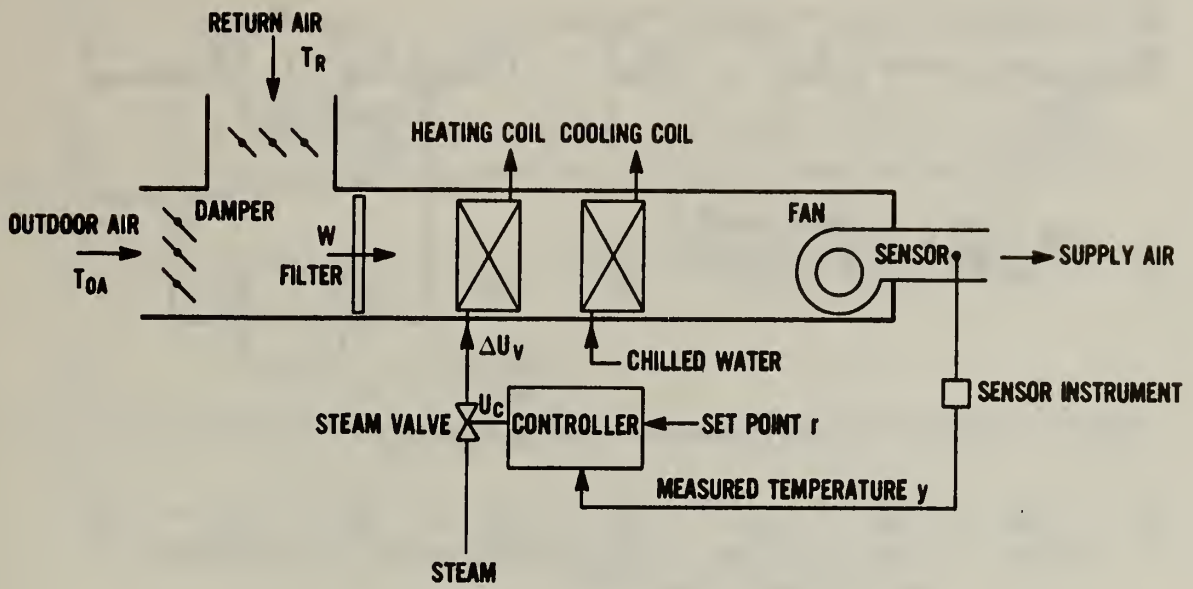 RETURN AIR
T_R
HEATING COIL COOLING COIL
OUTDOOR AIR
DAMPER
FAN
W
SENSOR
SUPPLY AIR
T_OA
FILTER
ΔU_V
CHILLED WATER
SENSOR INSTRUMENT
U_C
STEAM VALVE
CONTROLLER
SET POINT r
MEASURED TEMPERATURE y
STEAM